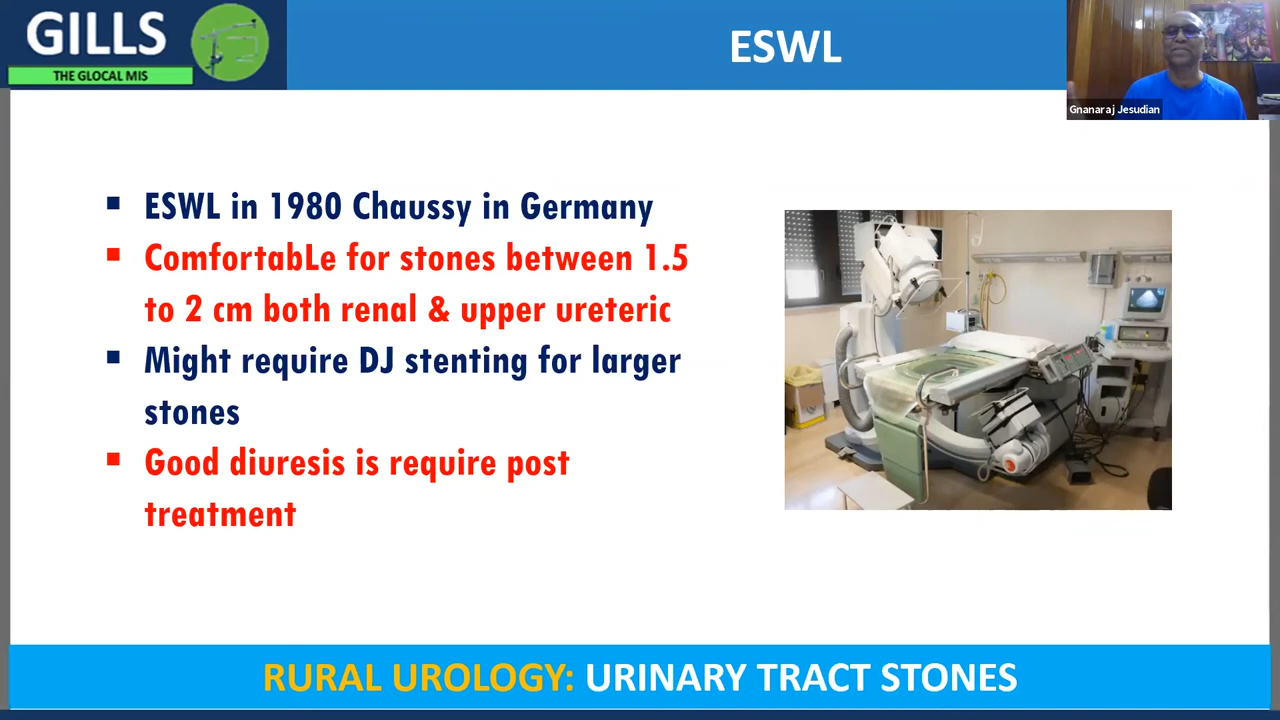 GILLS
THE GLOCAL MIS
ESWL
Gnanaraj Jesudian
▪ ESWL in 1980 Chaussy in Germany
▪ ComfortabLe for stones between 1.5
to 2 cm both renal & upper ureteric
▪ Might require DJ stenting for larger
stones
▪ Good diuresis is require post
treatment
RURAL UROLOGY: URINARY TRACT STONES